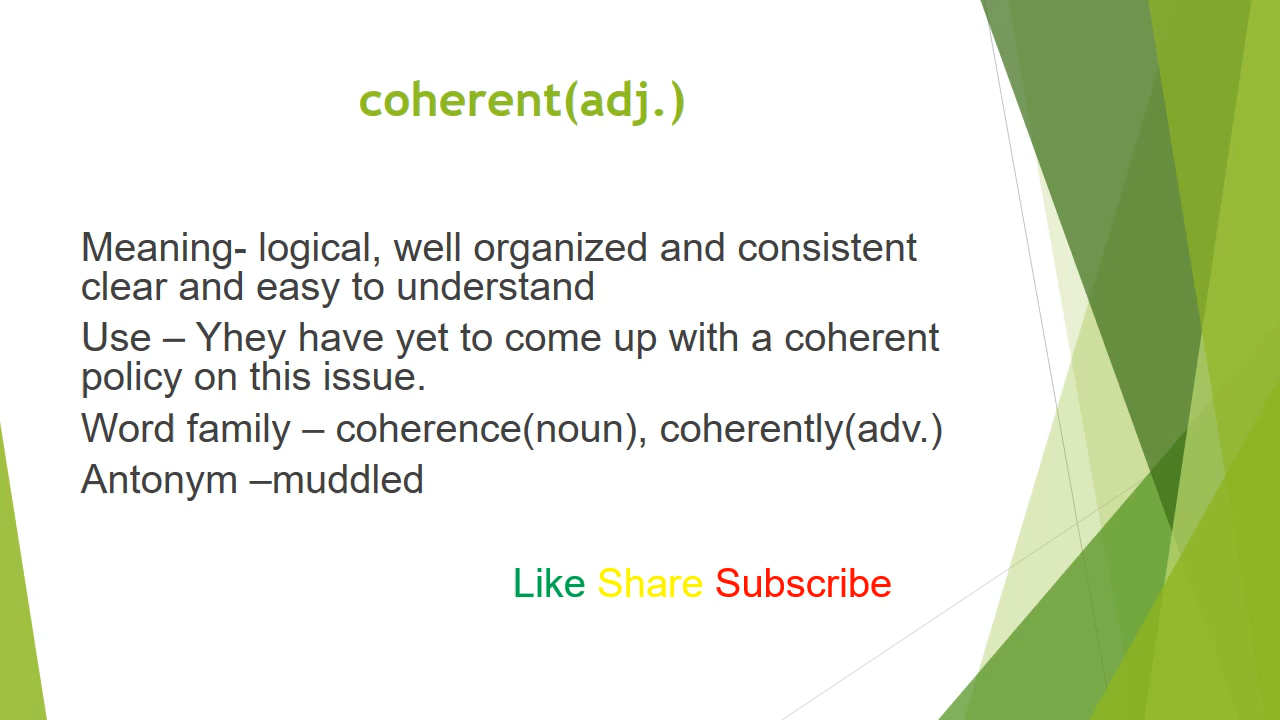 coherent(adj.)
Meaning- logical, well organized and consistent
clear and easy to understand
Use – Yhey have yet to come up with a coherent
policy on this issue.
Word family – coherence(noun), coherently(adv.)
Antonym –muddled
Like Share Subscribe